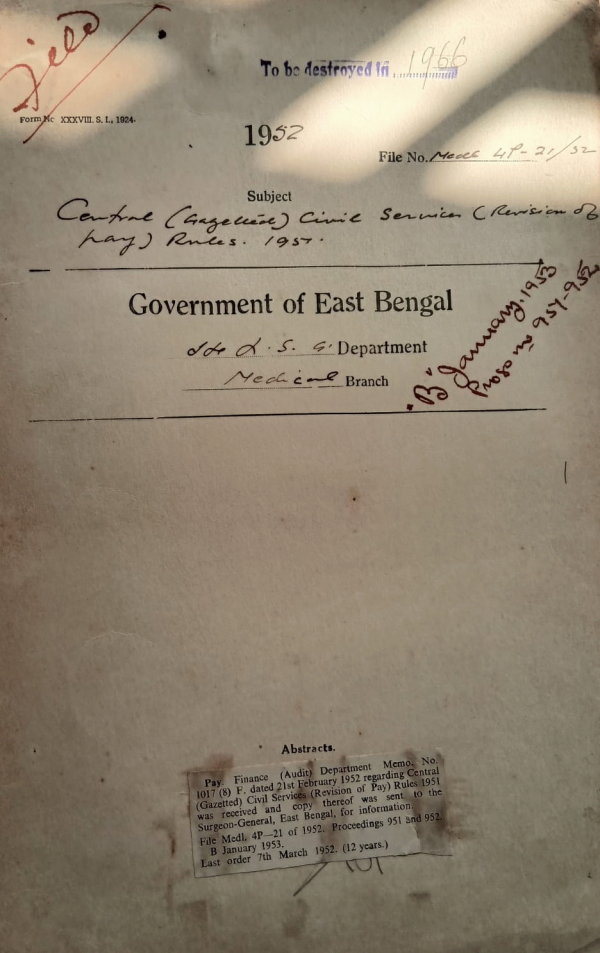 filed
To be destroyed in 1966
Form No XXXVIII. S. I., 1924.
1952
File No. Medl 4P-21/52
Subject
Central (Gazetted) Civil Services (Revision of
pay) Rules. 1951.
Government of East Bengal
L. S. G. Department
Medical Branch
"B" January, 1953
Progs no 951-952
Abstracts.
Pay. Finance (Audit) Department Memo. No.
1017 (8) F. dated 21st February 1952 regarding Central
(Gazetted) Civil Services (Revision of Pay) Rules 1951
was received and copy thereof was sent to the
Surgeon-General, East Bengal, for information.
File Medl. 4P—21 of 1952. Proceedings 951 and 952.
B January 1953.
Last order 7th March 1952. (12 years.)